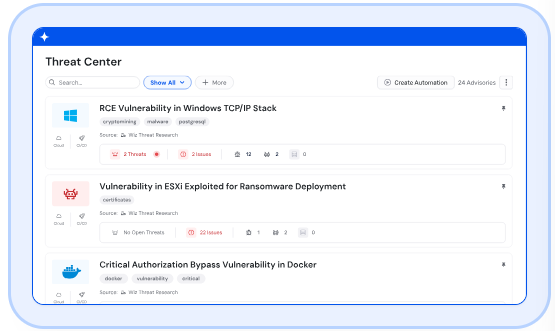 Threat Center
Search... Show All + More Create Automation 24 Advisories
RCE Vulnerability in Windows TCP/IP Stack
cryptomining malware postgresql
Source: Wiz Threat Research
Cloud CI/CD
2 Threats 2 Issues 12 2 0
Vulnerability in ESXi Exploited for Ransomware Deployment
certificates
Source: Wiz Threat Research
Cloud CI/CD
No Open Threats 22 Issues 1 2 0
Critical Authorization Bypass Vulnerability in Docker
docker vulnerability critical
Source: Wiz Threat Research
Cloud CI/CD